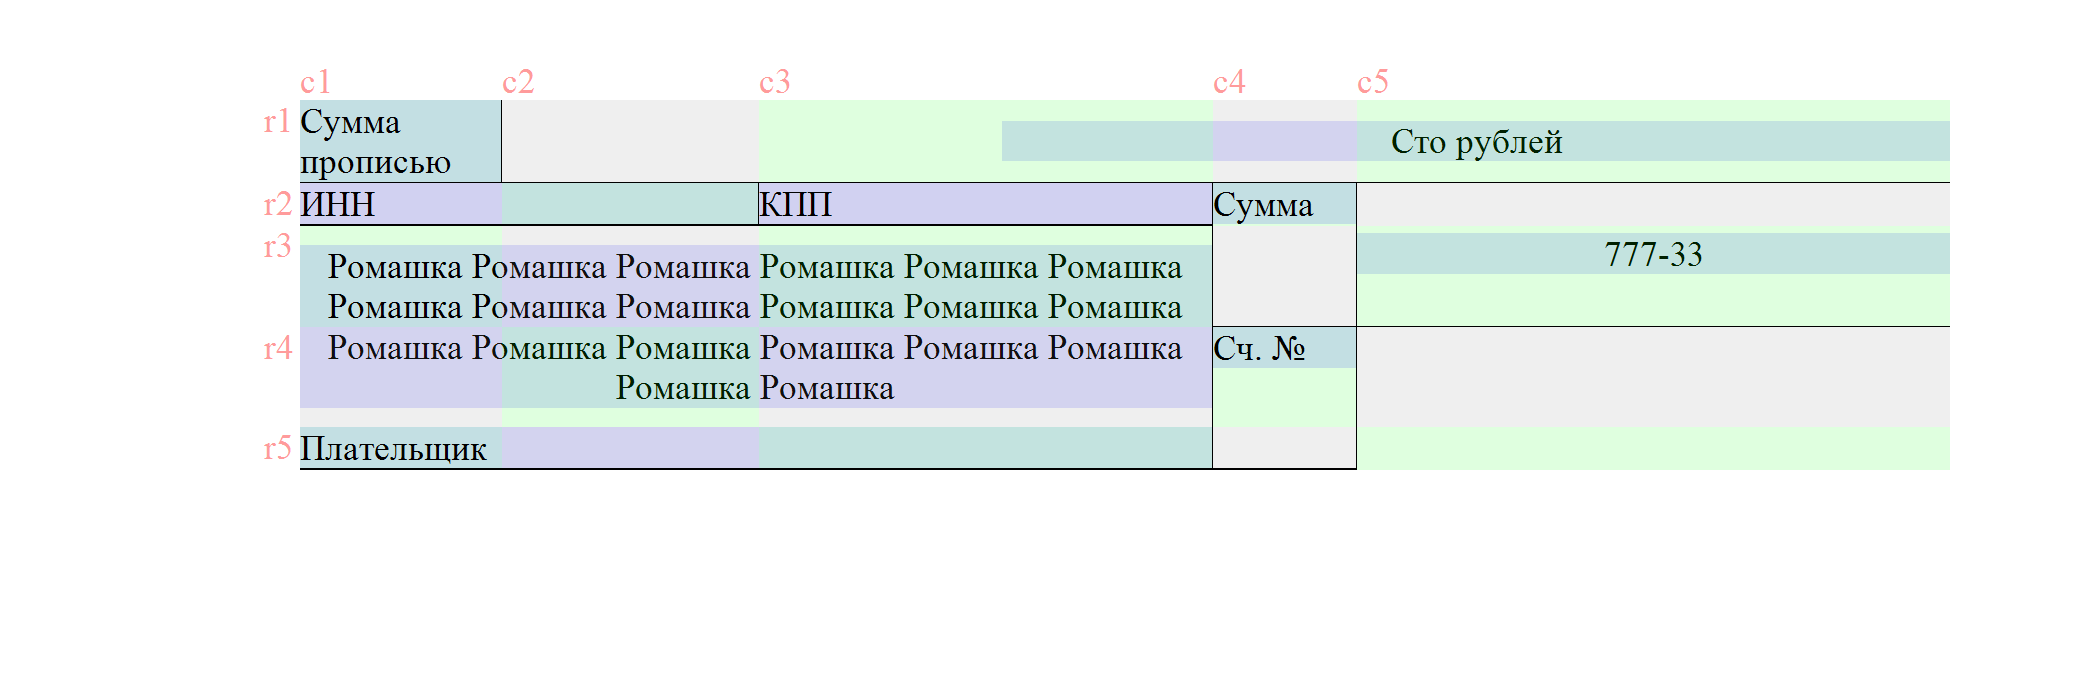 c1 c2 c3 c4 c5
r1 Сумма
прописью
Сто рублей
r2 ИНН КПП Сумма
r3
777-33
Ромашка Ромашка Ромашка Ромашка Ромашка Ромашка
Ромашка Ромашка Ромашка Ромашка Ромашка Ромашка
r4 Ромашка Ромашка Ромашка Ромашка Ромашка Ромашка Сч. №
Ромашка Ромашка
r5 Плательщик